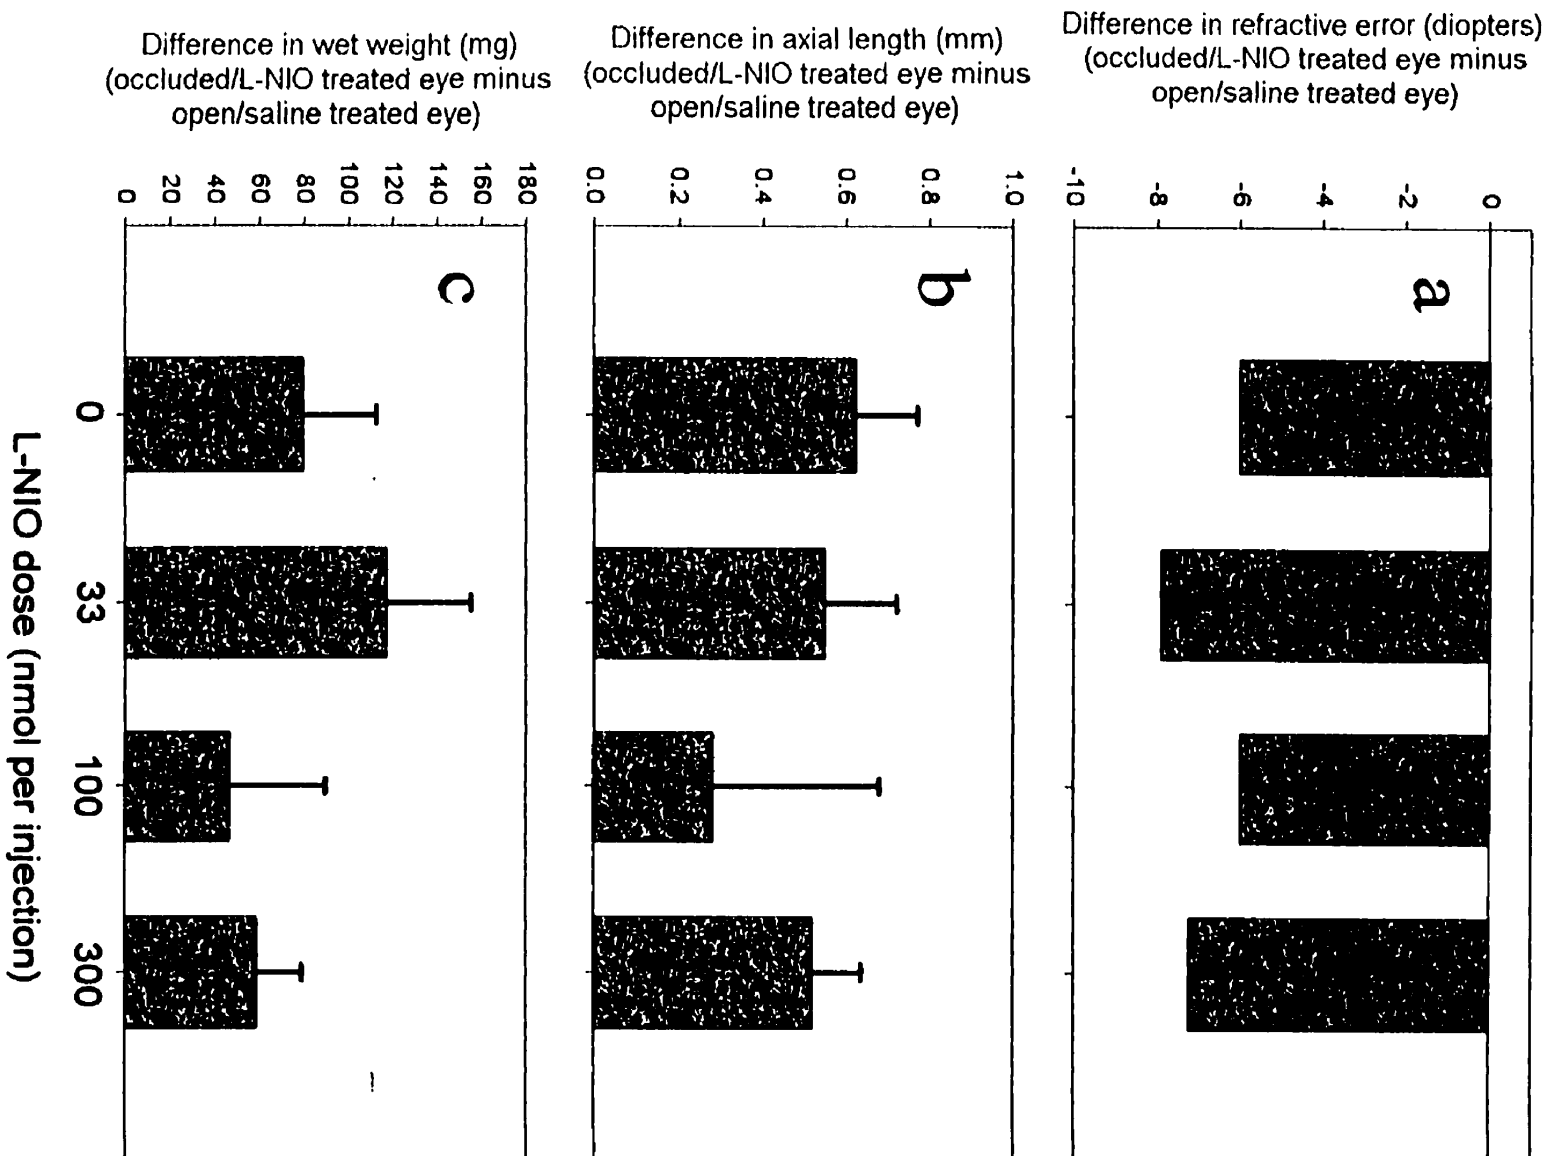 Difference in refractive error (diopters)
(occluded/L-NIO treated eye minus
open/saline treated eye)
0
-2
-4
-6
-8
-10
a
Difference in axial length (mm)
(occluded/L-NIO treated eye minus
open/saline treated eye)
1.0
0.8
0.6
0.4
0.2
0.0
b
Difference in wet weight (mg)
(occluded/L-NIO treated eye minus
open/saline treated eye)
180
160
140
120
100
80
60
40
20
0
c
0 33 100 300
L-NIO dose (nmol per injection)